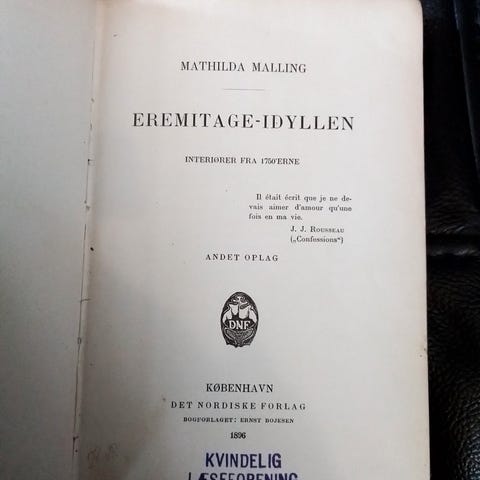 MATHILDA MALLING
EREMITAGE-IDYLLEN
INTERIØRER FRA 1750'ERNE
Il était écrit que je ne de-
vais aimer d'amour qu'une
fois en ma vie.
J. J. ROUSSEAU
(„Confessions“)
ANDET OPLAG
DNF
KØBENHAVN
DET NORDISKE FORLAG
BOGFORLAGET: ERNST BOJESEN
1896
KVINDELIG
LÆSEFORENING